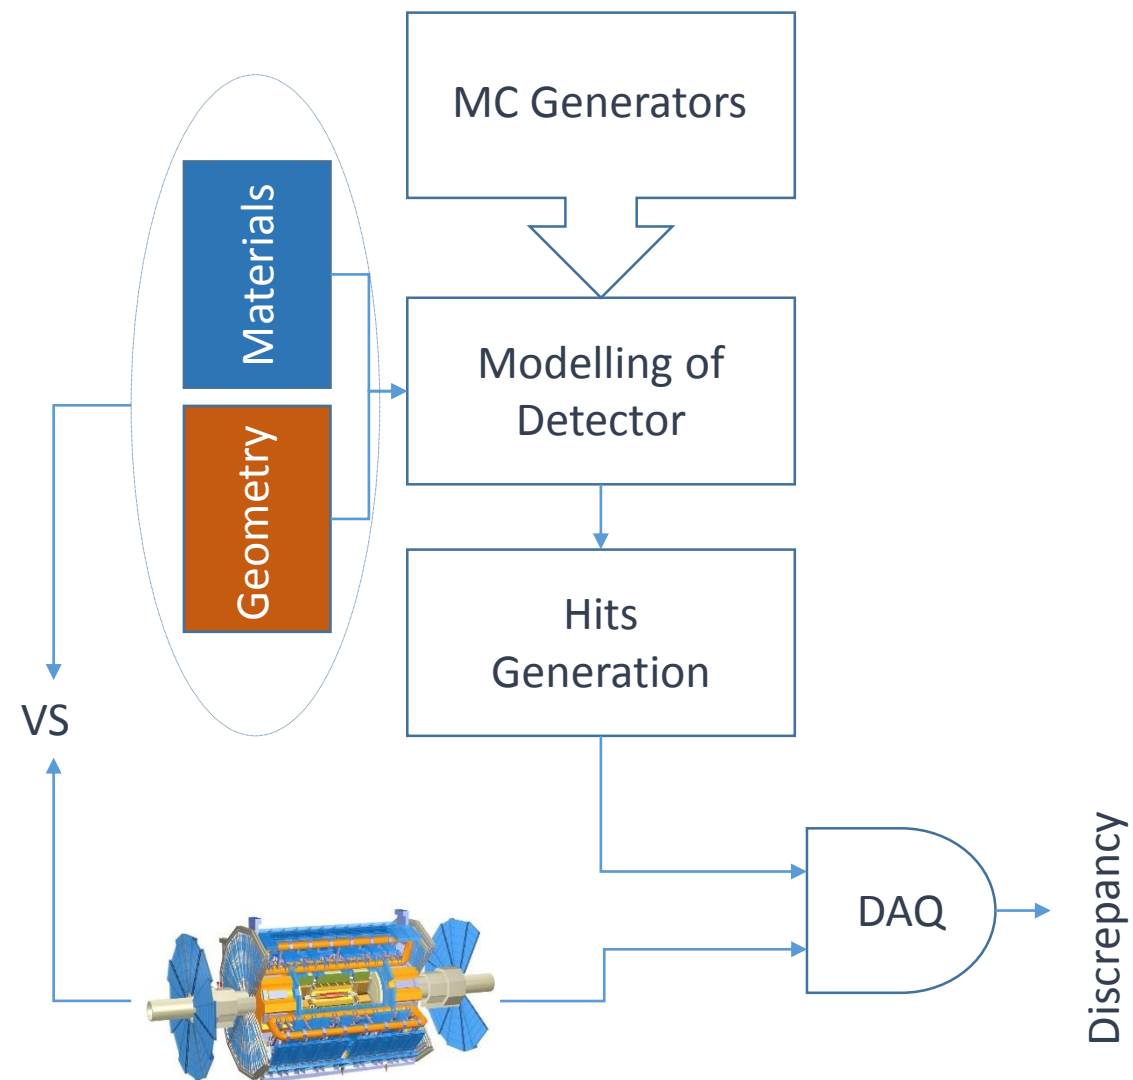 MC Generators
Materials
Modelling of
Detector
Geometry
Hits
Generation
VS
DAQ
Discrepancy